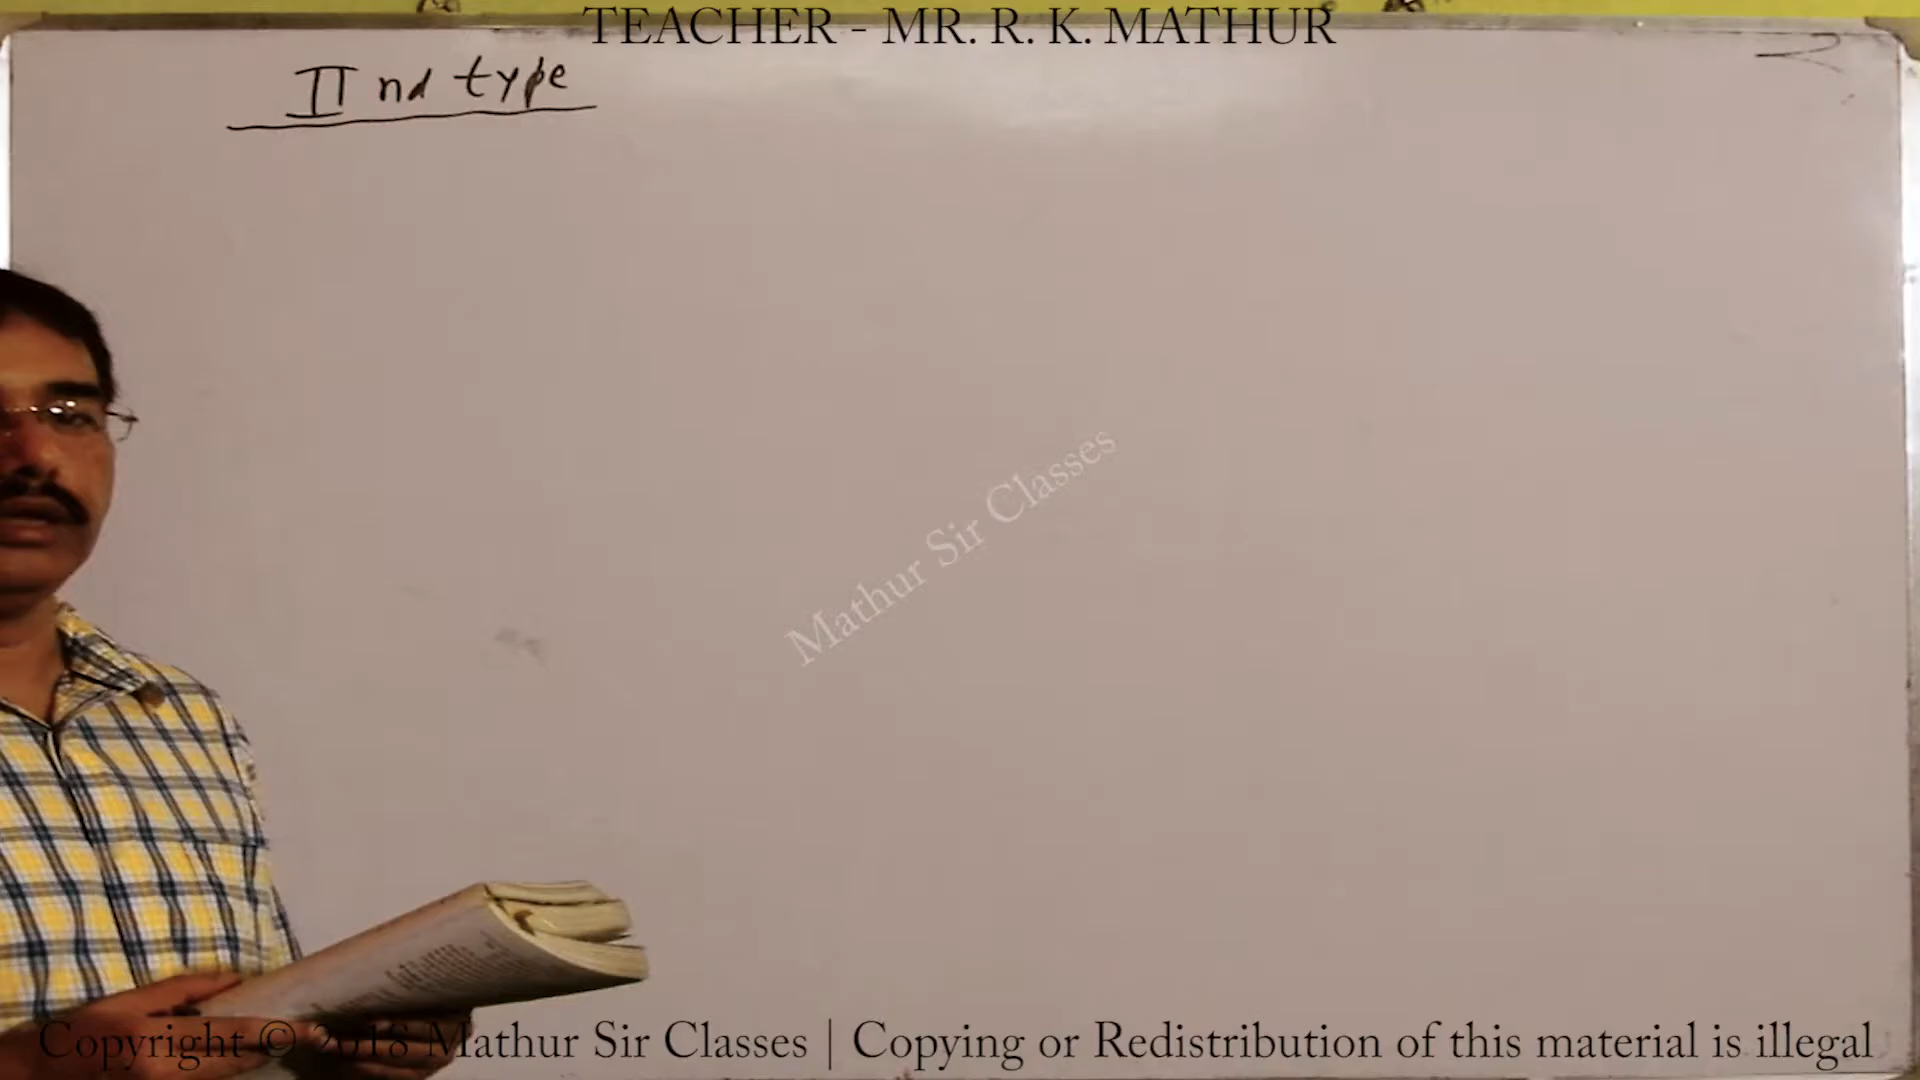 TEACHER - MR. R. K. MATHUR
II nd type
Mathur Sir Classes
Copyright © 2018 Mathur Sir Classes | Copying or Redistribution of this material is illegal